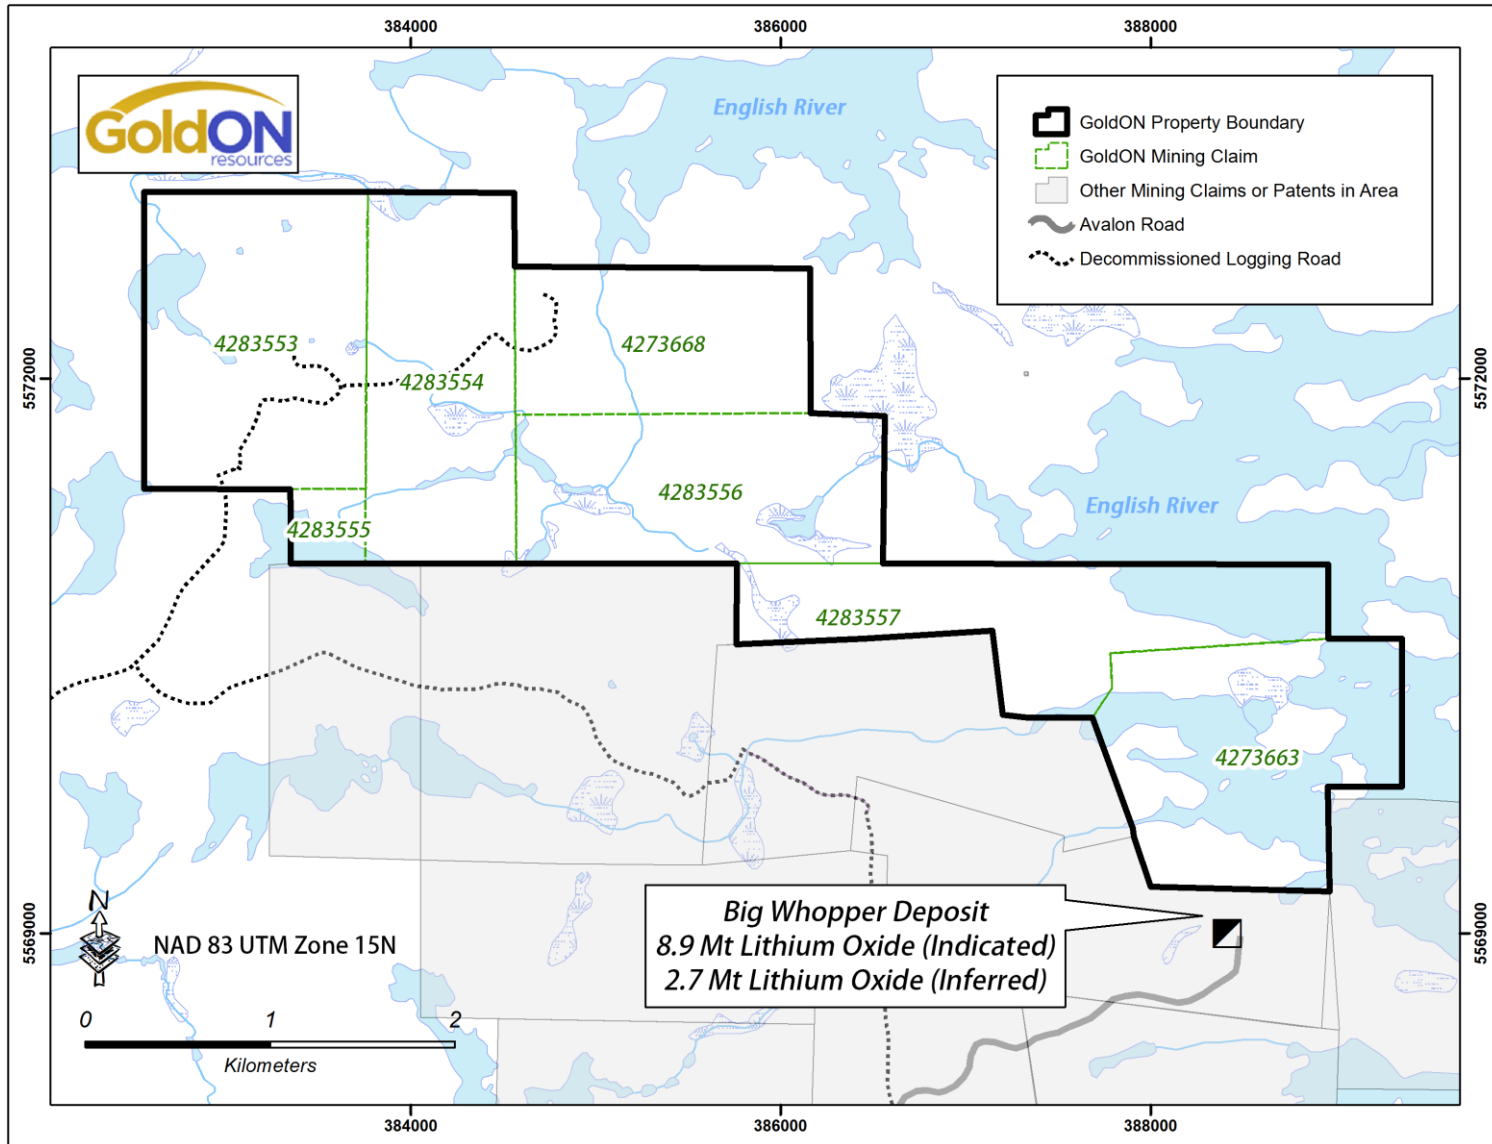 384000
386000
388000
GoldON
resources
English River
GoldON Property Boundary
GoldON Mining Claim
Other Mining Claims or Patents in Area
Avalon Road
Decommissioned Logging Road
4283553
4273668
4283554
5572000
5572000
4283556
English River
4283555
4283557
4273663
N
NAD 83 UTM Zone 15N
Big Whopper Deposit
8.9 Mt Lithium Oxide (Indicated)
2.7 Mt Lithium Oxide (Inferred)
5569000
5569000
0 1 2
Kilometers
384000
386000
388000